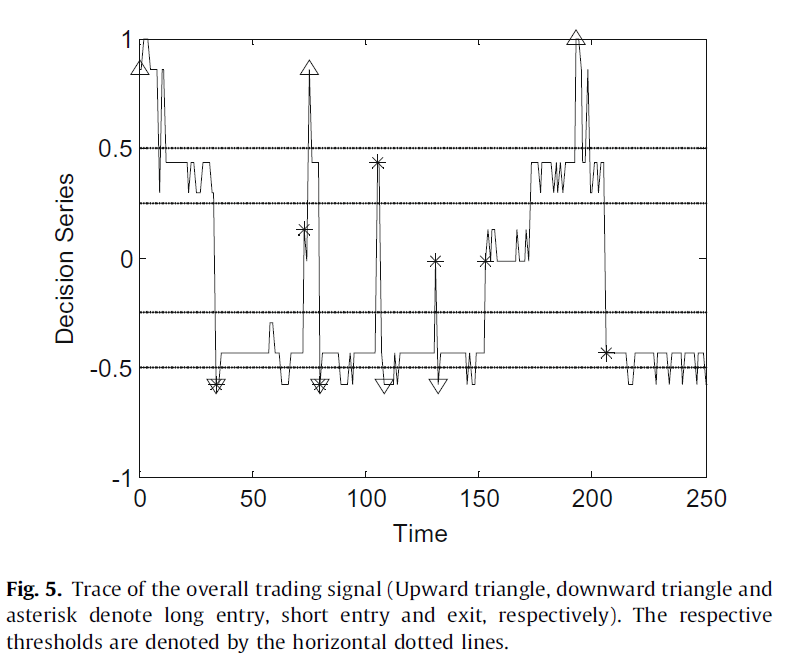 1
0.5
0
-0.5
-1
Decision Series
0 50 100 150 200 250
Time
Fig. 5. Trace of the overall trading signal (Upward triangle, downward triangle and
asterisk denote long entry, short entry and exit, respectively). The respective
thresholds are denoted by the horizontal dotted lines.